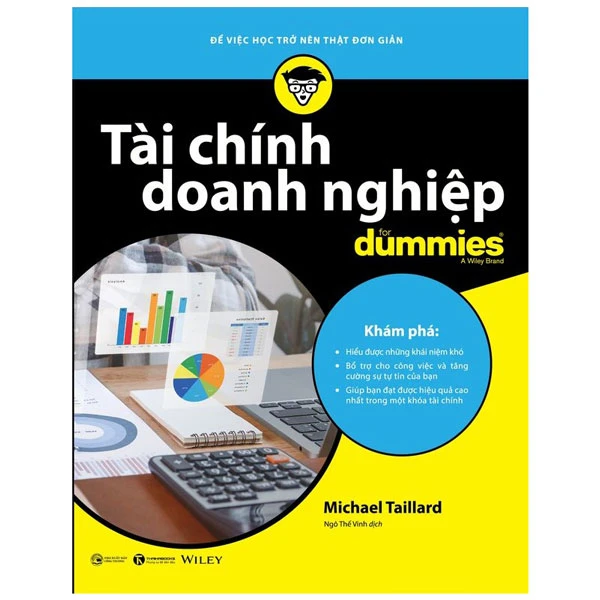 ĐỂ VIỆC HỌC TRỞ NÊN THẬT ĐƠN GIẢN
Tài chính
doanh nghiệp
for
dummies®
A Wiley Brand
Khám phá:
• Hiểu được những khái niệm khó
• Bổ trợ cho công việc và tăng
cường sự tự tin của bạn
• Giúp bạn đạt được hiệu quả cao
nhất trong một khóa tài chính
Michael Taillard
Ngô Thế Vinh dịch
WILEY